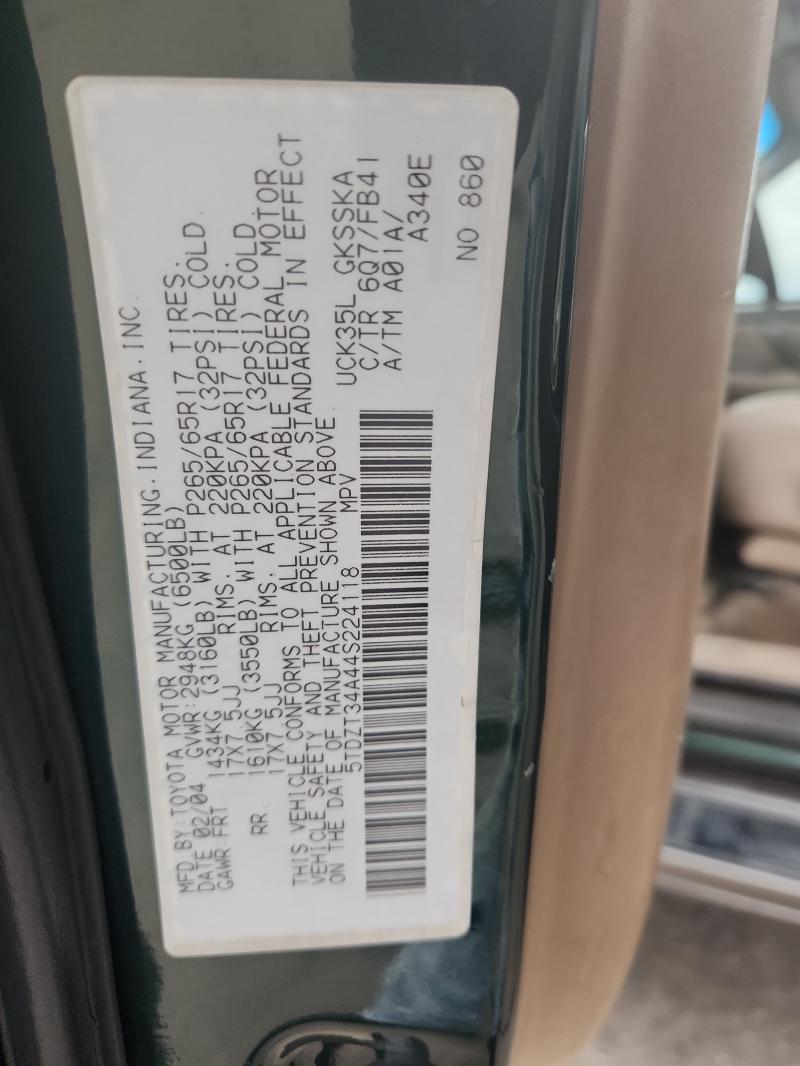 MFD.BY:TOYOTA MOTOR MANUFACTURING.INDIANA.INC.
DATE 02/04 GVWR:2948KG (6500LB)
GAWR:FRT. 1434KG (3160LB) WITH P265/65R17 TIRES.
17X7.5JJ RIMS. AT 220KPA (32PSI) COLD
RR. 1610KG (3550LB) WITH P265/65R17 TIRES.
17X7.5JJ RIMS. AT 220KPA (32PSI) COLD
THIS VEHICLE CONFORMS TO ALL APPLICABLE FEDERAL MOTOR
VEHICLE SAFETY AND THEFT PREVENTION STANDARDS IN EFFECT
ON THE DATE OF MANUFACTURE SHOWN ABOVE.
5TDZT34A44S224118 MPV
UCK35L GKSSKA
C/TR 6Q7/FB41
A/TM A01A/
A340E
NO.860